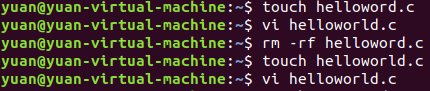 yuan@yuan-virtual-machine:~$ touch helloword.c
yuan@yuan-virtual-machine:~$ vi helloword.c
yuan@yuan-virtual-machine:~$ rm -rf helloword.c
yuan@yuan-virtual-machine:~$ touch helloworld.c
yuan@yuan-virtual-machine:~$ vi helloworld.c